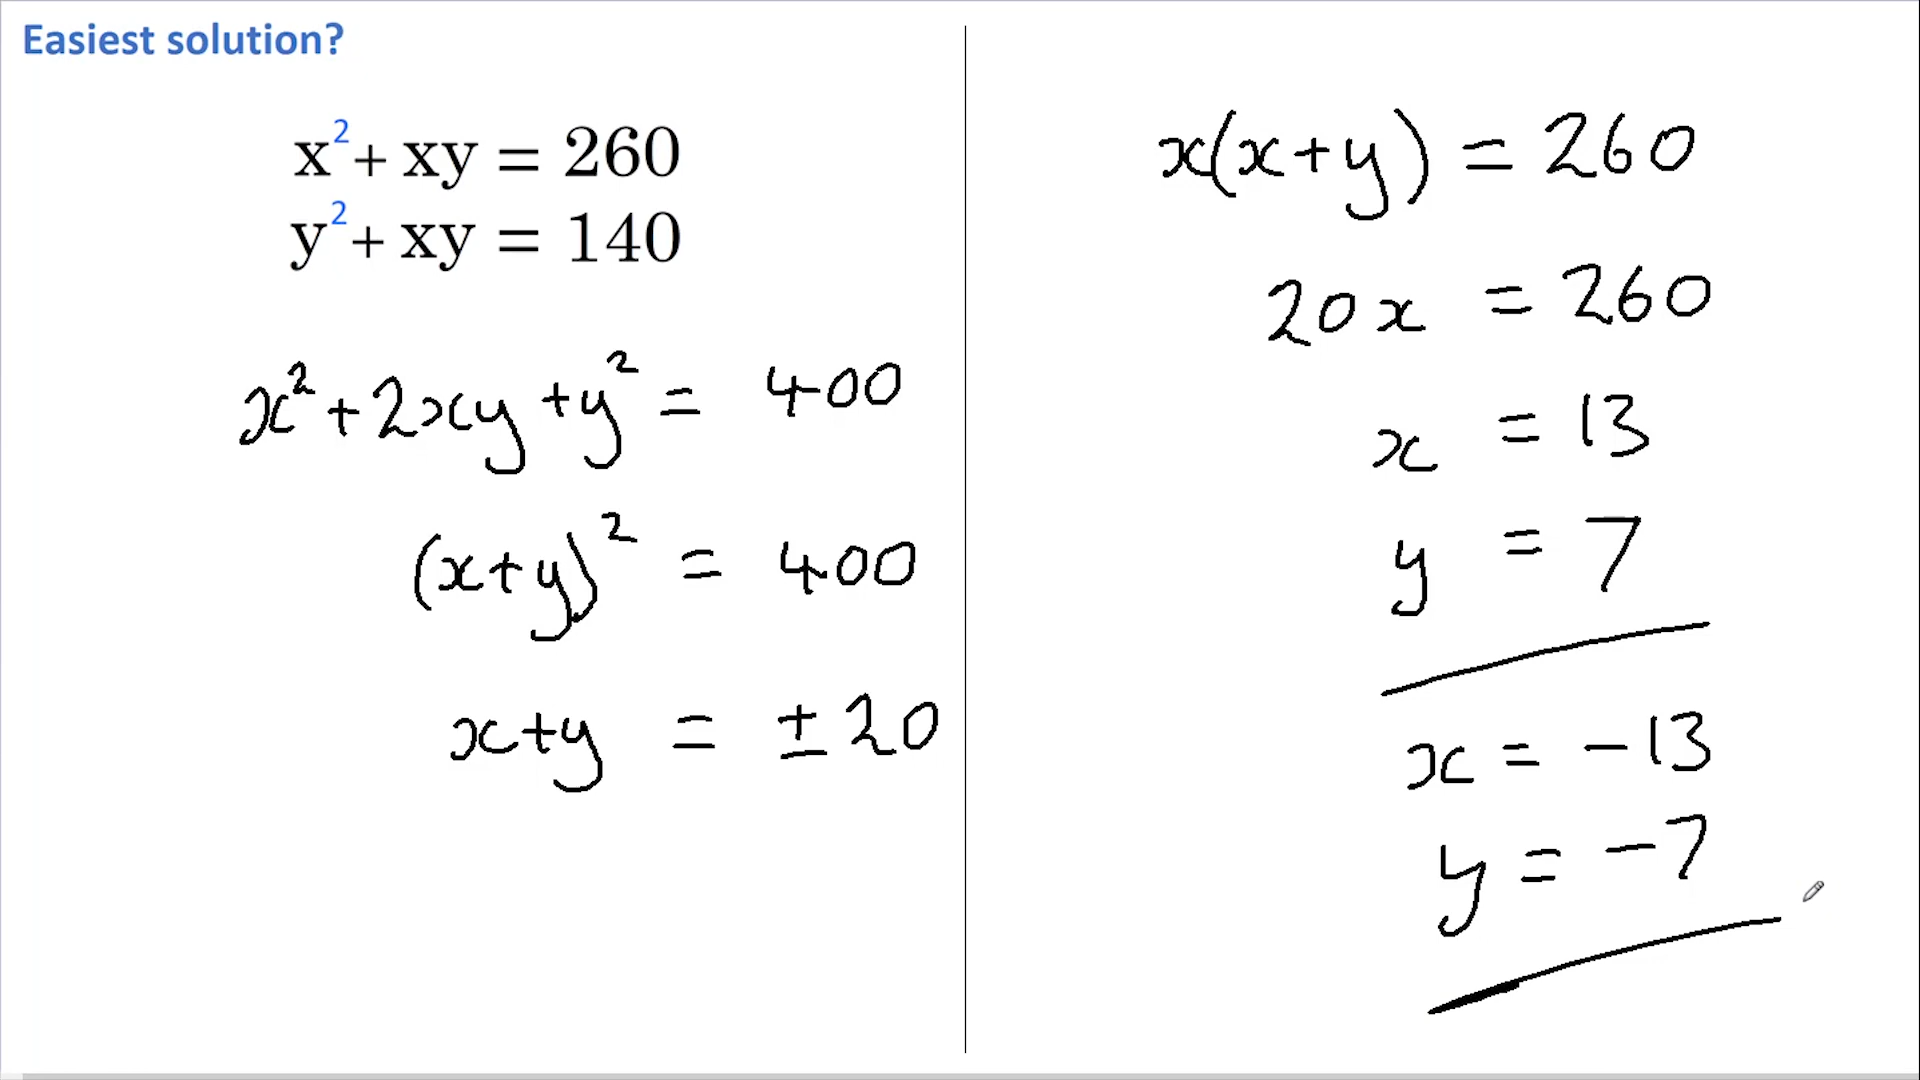 Easiest solution?
x²+ xy = 260
y²+ xy = 140
x²+2xy+y² = 400
(x+y)² = 400
x+y = ±20
x(x+y) = 260
20x = 260
x = 13
y = 7
x = -13
y = -7